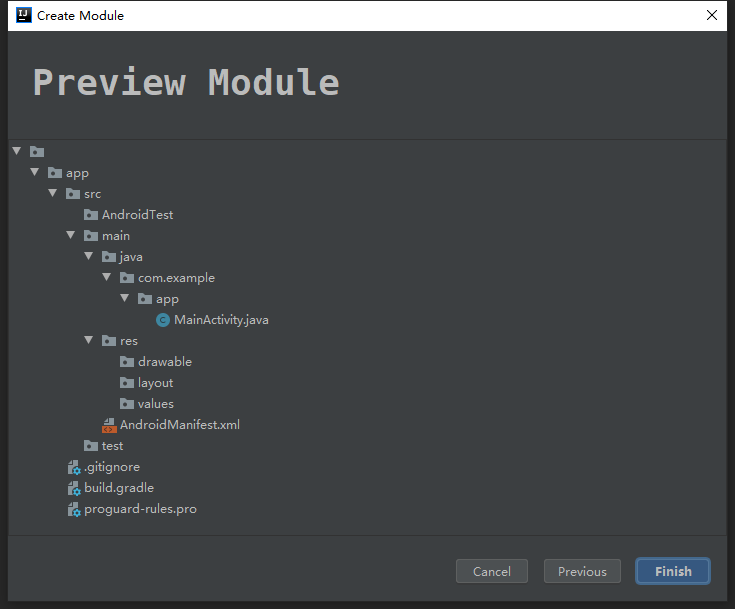 IJ Create Module
Preview Module
app
src
AndroidTest
main
java
com.example
app
C MainActivity.java
res
drawable
layout
values
AndroidManifest.xml
test
.gitignore
build.gradle
proguard-rules.pro
Cancel Previous Finish